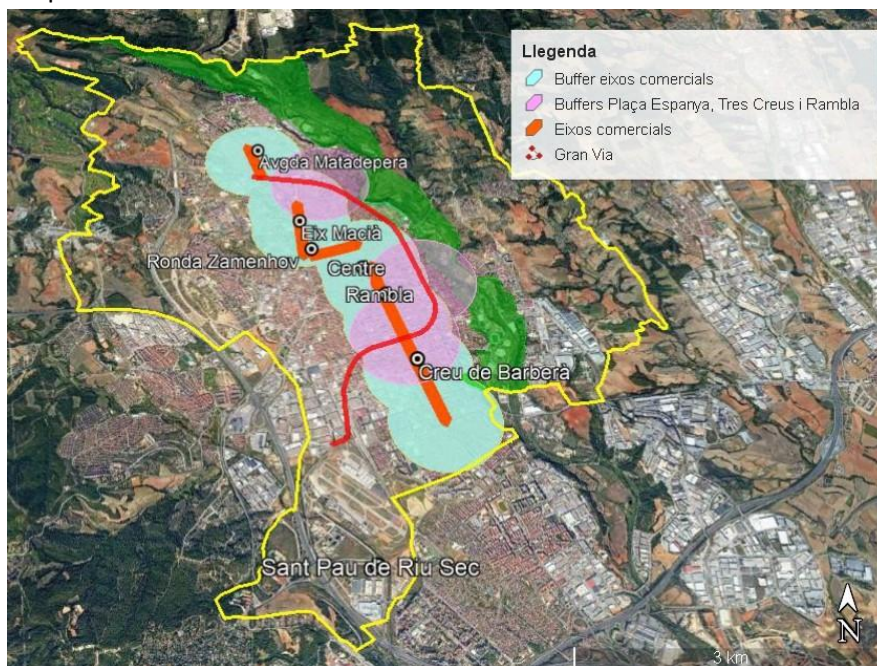 Llegenda
Buffer eixos comercials
Buffers Plaça Espanya, Tres Creus i Rambla
Eixos comercials
Gran Via
Avgda Matadepera
Eix Macià
Ronda Zamenhov
Centre
Rambla
Creu de Barberà
Sant Pau de Riu Sec
N
3 km